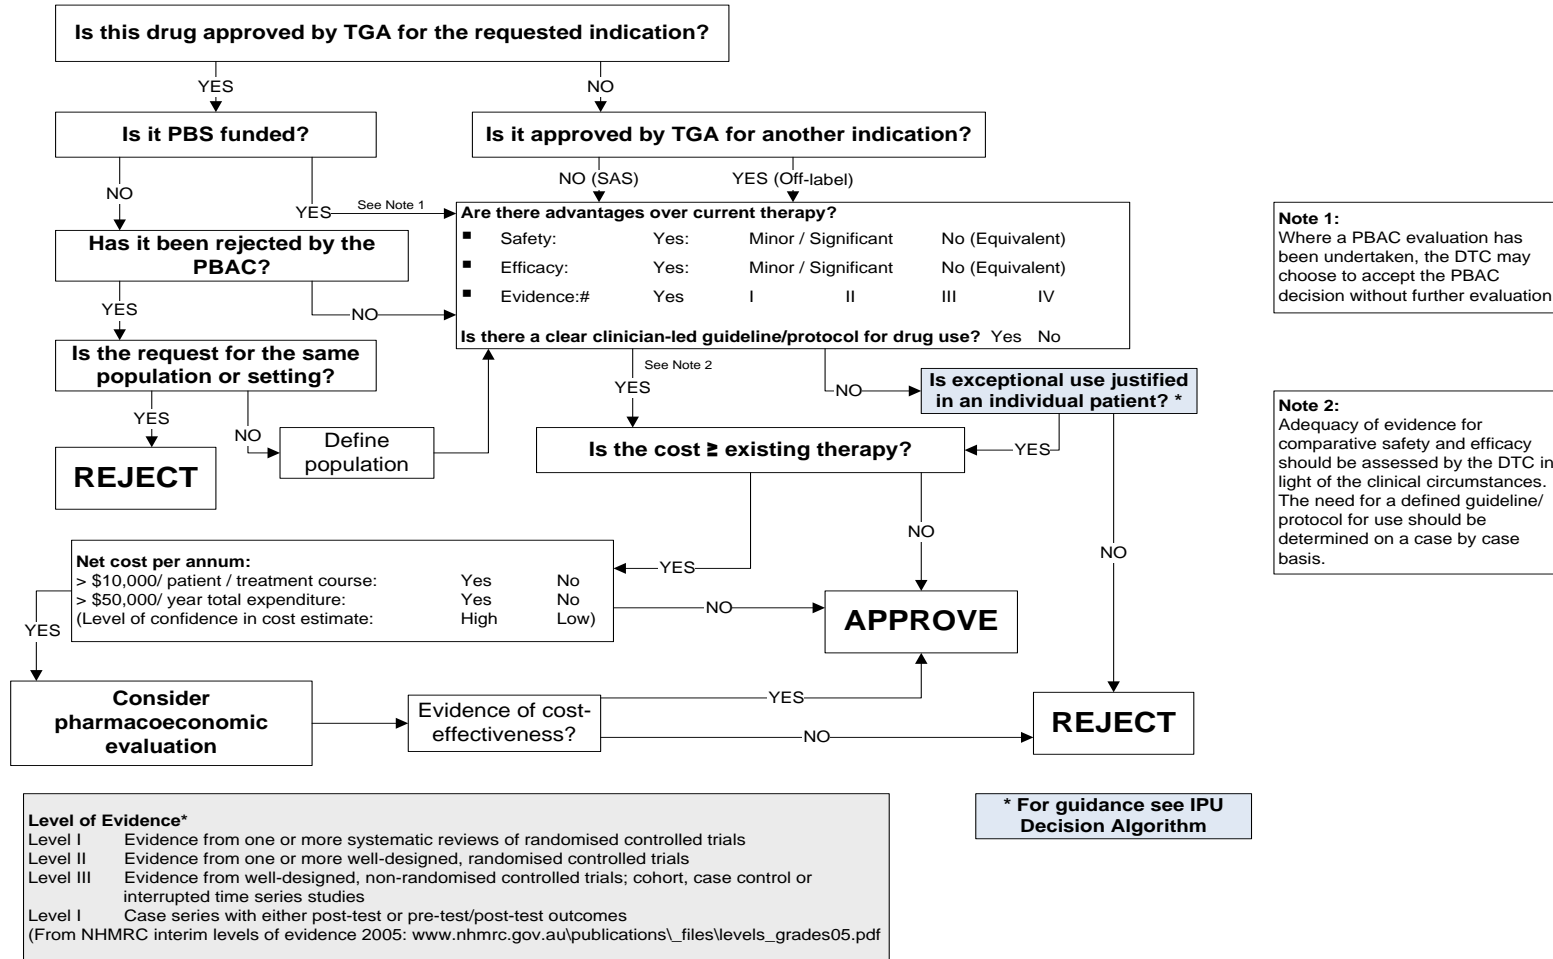 Is this drug approved by TGA for the requested indication?
YES
NO
Is it PBS funded?
Is it approved by TGA for another indication?
NO
YES
See Note 1
NO (SAS)
YES (Off-label)
Has it been rejected by the
PBAC?
YES
NO
Are there advantages over current therapy?
■ Safety: Yes: Minor / Significant No (Equivalent)
■ Efficacy: Yes: Minor / Significant No (Equivalent)
■ Evidence:# Yes I II III IV
Is there a clear clinician-led guideline/protocol for drug use? Yes No
Note 1:
Where a PBAC evaluation has
been undertaken, the DTC may
choose to accept the PBAC
decision without further evaluation
Is the request for the same
population or setting?
YES
NO
REJECT
Define
population
See Note 2
YES
NO
Is exceptional use justified
in an individual patient? *
YES
NO
Is the cost ≥ existing therapy?
YES
NO
Note 2:
Adequacy of evidence for
comparative safety and efficacy
should be assessed by the DTC in
light of the clinical circumstances.
The need for a defined guideline/
protocol for use should be
determined on a case by case
basis.
Net cost per annum:
> $10,000/ patient / treatment course: Yes No
> $50,000/ year total expenditure: Yes No
(Level of confidence in cost estimate: High Low)
YES
NO
APPROVE
Consider
pharmacoeconomic
evaluation
Evidence of cost-
effectiveness?
YES
NO
REJECT
Level of Evidence*
Level I Evidence from one or more systematic reviews of randomised controlled trials
Level II Evidence from one or more well-designed, randomised controlled trials
Level III Evidence from well-designed, non-randomised controlled trials; cohort, case control or
interrupted time series studies
Level I Case series with either post-test or pre-test/post-test outcomes
(From NHMRC interim levels of evidence 2005: www.nhmrc.gov.au\publications\_files\levels_grades05.pdf
* For guidance see IPU
Decision Algorithm